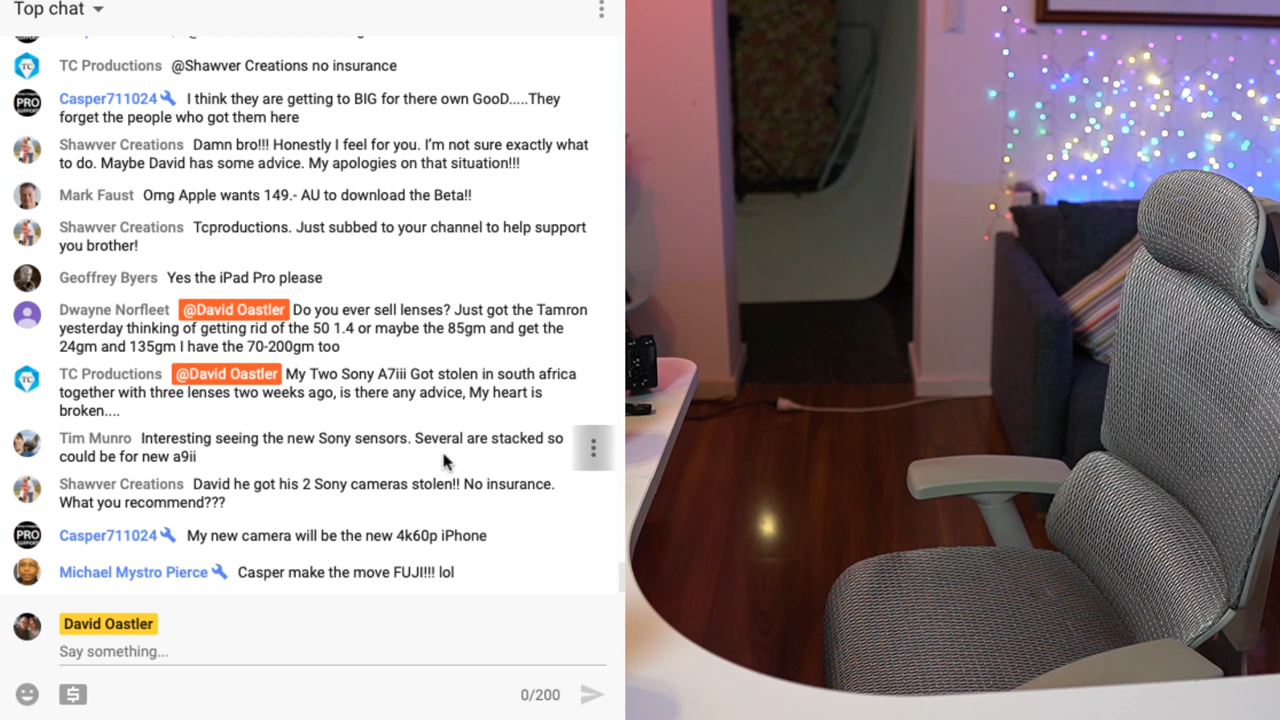 Top chat
TC Productions @Shawver Creations no insurance
Casper711024 I think they are getting to BIG for there own GooD.....They
forget the people who got them here
Shawver Creations Damn bro!!! Honestly I feel for you. I'm not sure exactly what
to do. Maybe David has some advice. My apologies on that situation!!!
Mark Faust Omg Apple wants 149.- AU to download the Beta!!
Shawver Creations Tcproductions. Just subbed to your channel to help support
you brother!
Geoffrey Byers Yes the iPad Pro please
Dwayne Norfleet @David Oastler Do you ever sell lenses? Just got the Tamron
yesterday thinking of getting rid of the 50 1.4 or maybe the 85gm and get the
24gm and 135gm I have the 70-200gm too
TC Productions @David Oastler My Two Sony A7iii Got stolen in south africa
together with three lenses two weeks ago, is there any advice, My heart is
broken....
Tim Munro Interesting seeing the new Sony sensors. Several are stacked so
could be for new a9ii
Shawver Creations David he got his 2 Sony cameras stolen!! No insurance.
What you recommend???
PRO Casper711024 My new camera will be the new 4k60p iPhone
Michael Mystro Pierce Casper make the move FUJI!!! lol
David Oastler
Say something...
0/200